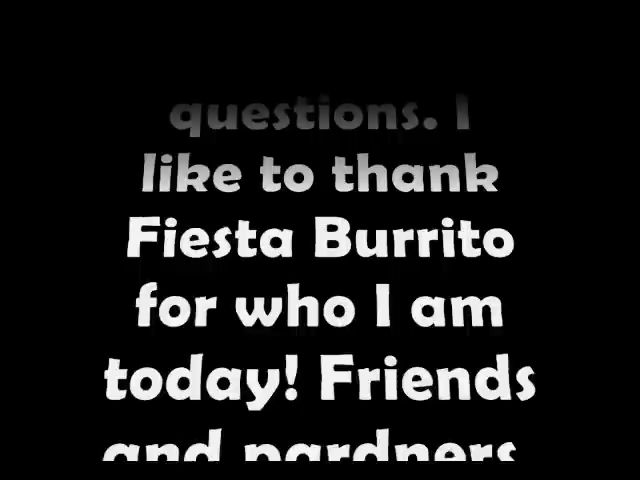 questions. I
like to thank
Fiesta Burrito
for who I am
today! Friends
and pardners,